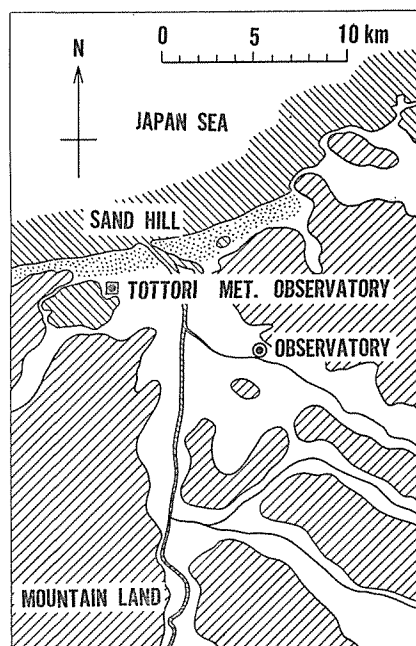 N
0 5 10 km
JAPAN SEA
SAND HILL
TOTTORI MET. OBSERVATORY
OBSERVATORY
MOUNTAIN LAND